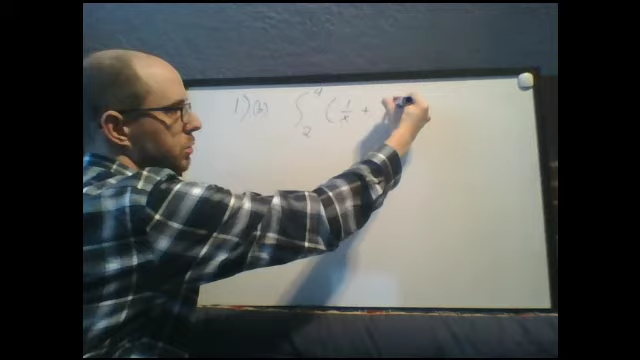 1)(b) ∫₂⁴ (1/x +